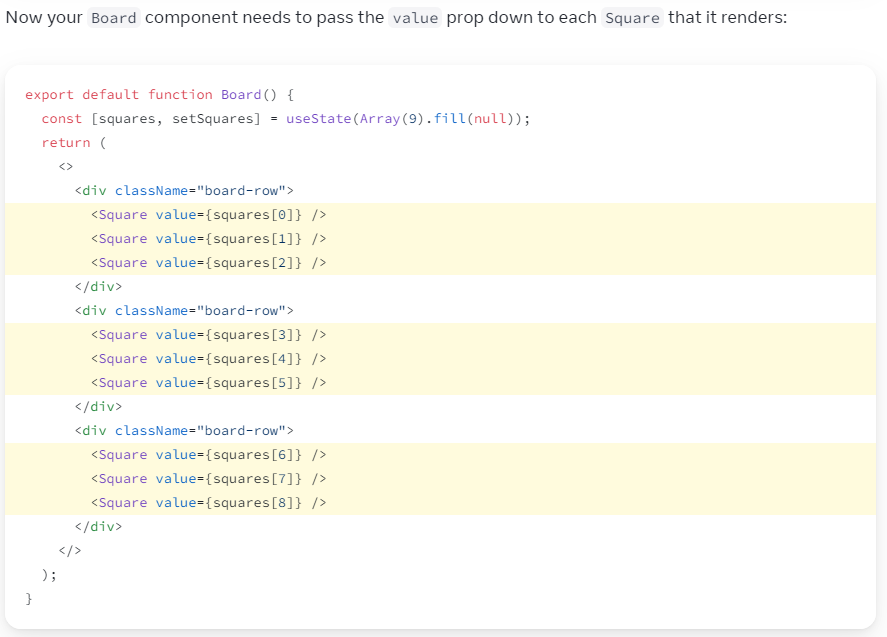 Now your Board component needs to pass the value prop down to each Square that it renders:
export default function Board() {
  const [squares, setSquares] = useState(Array(9).fill(null));
  return (
    <>
      <div className="board-row">
        <Square value={squares[0]} />
        <Square value={squares[1]} />
        <Square value={squares[2]} />
      </div>
      <div className="board-row">
        <Square value={squares[3]} />
        <Square value={squares[4]} />
        <Square value={squares[5]} />
      </div>
      <div className="board-row">
        <Square value={squares[6]} />
        <Square value={squares[7]} />
        <Square value={squares[8]} />
      </div>
    </>
  );
}